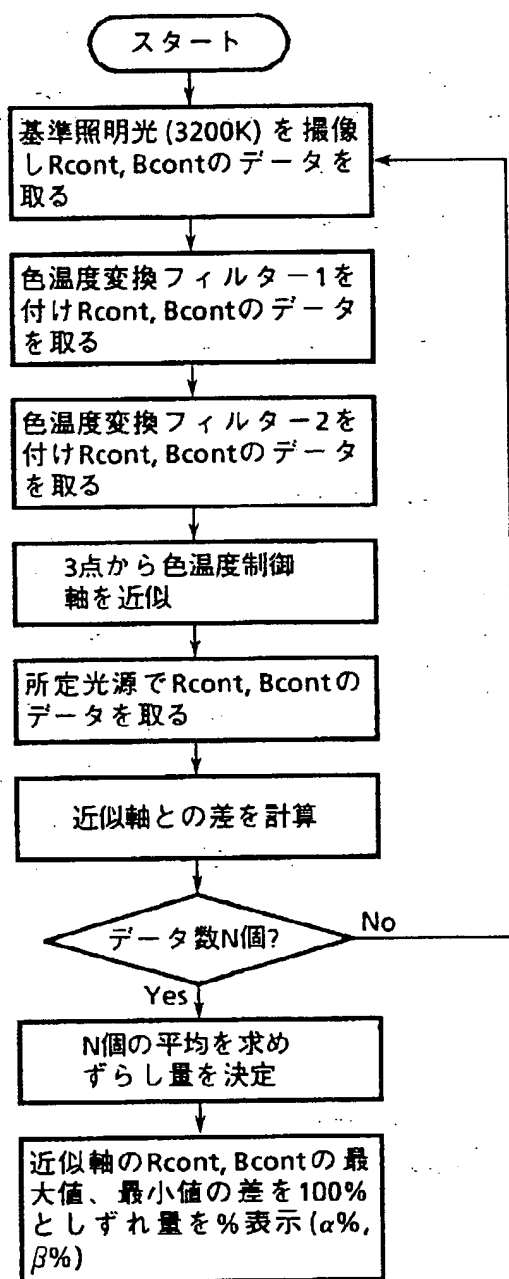 スタート
基準照明光(3200K)を撮像
しRcont, Bcontのデータを
取る
色温度変換フィルター1を
付けRcont, Bcontのデータ
を取る
色温度変換フィルター2を
付けRcont, Bcontのデータ
を取る
3点から色温度制御
軸を近似
所定光源でRcont, Bcontの
データを取る
近似軸との差を計算
データ数N個?
No
Yes
N個の平均を求め
ずらし量を決定
近似軸のRcont, Bcontの最
大値、最小値の差を100%
としずれ量を%表示(α%,
β%)